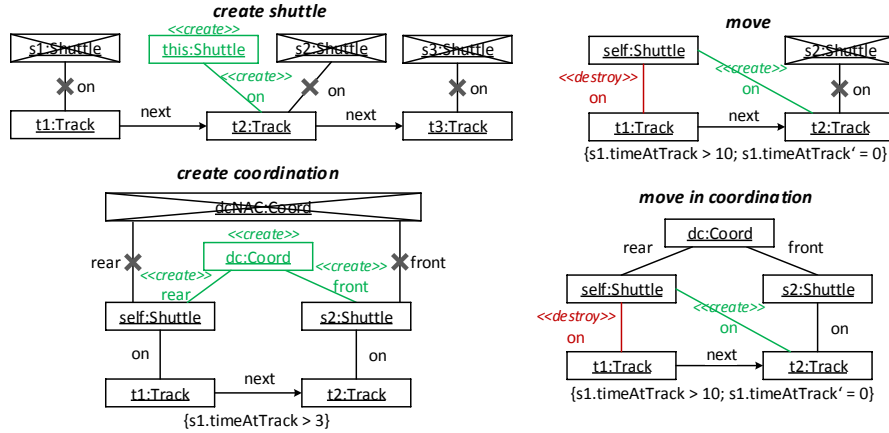 create shuttle
<<create>>
s1:Shuttle
this:Shuttle
s2:Shuttle
s3:Shuttle
<<create>>
on
on
on
on
next
next
t1:Track
t2:Track
t3:Track
move
self:Shuttle
s2:Shuttle
<<destroy>>
on
<<create>>
on
on
next
t1:Track
t2:Track
{s1.timeAtTrack > 10; s1.timeAtTrack‘ = 0}
create coordination
dcNAC:Coord
<<create>>
dc:Coord
rear
<<create>>
rear
<<create>>
front
front
self:Shuttle
s2:Shuttle
on
on
next
t1:Track
t2:Track
{s1.timeAtTrack > 3}
move in coordination
dc:Coord
rear
front
self:Shuttle
s2:Shuttle
<<destroy>>
on
<<create>>
on
on
next
t1:Track
t2:Track
{s1.timeAtTrack > 10; s1.timeAtTrack‘ = 0}